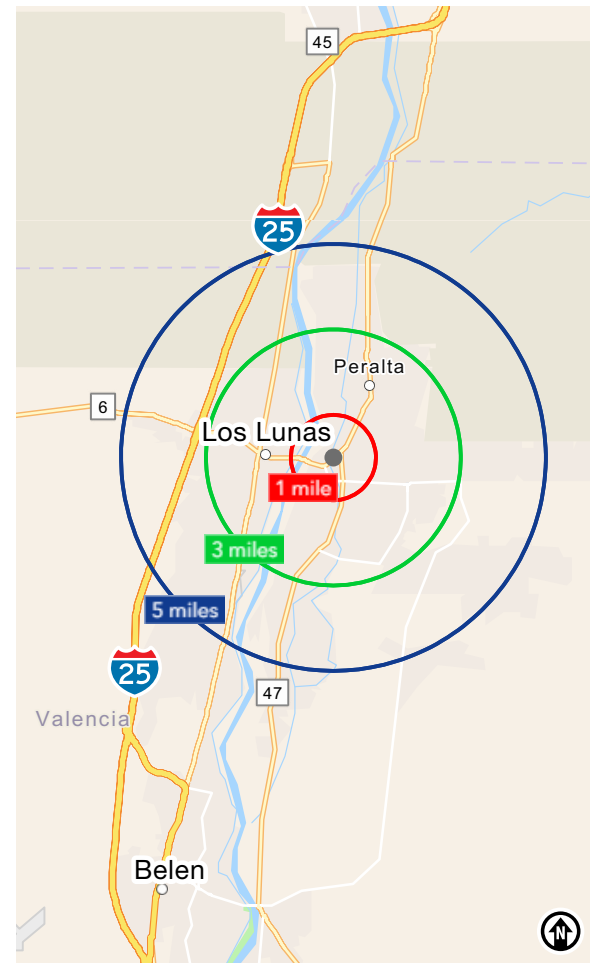 45
25
Peralta
6
Los Lunas
1 mile
3 miles
5 miles
25
47
Valencia
Belen
N